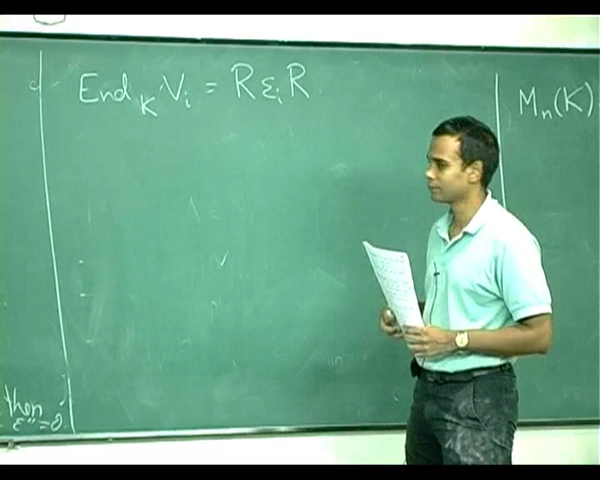 End_K V_i = R ε_i R
M_n(K)
then
ε'' = 0